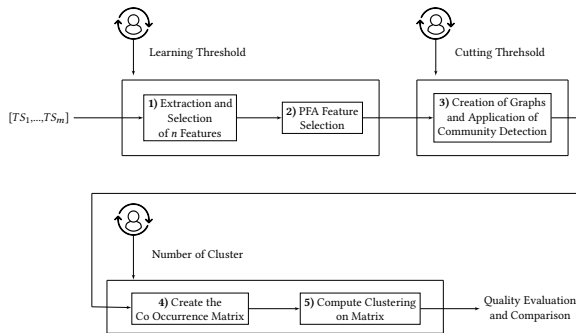 Learning Threshold
Cutting Threhsold
[TS₁,...,TSₘ]
1) Extraction and
Selection
of n Features
2) PFA Feature
Selection
3) Creation of Graphs
and Application of
Community Detection
Number of Cluster
4) Create the
Co Occurrence Matrix
5) Compute Clustering
on Matrix
Quality Evaluation
and Comparison